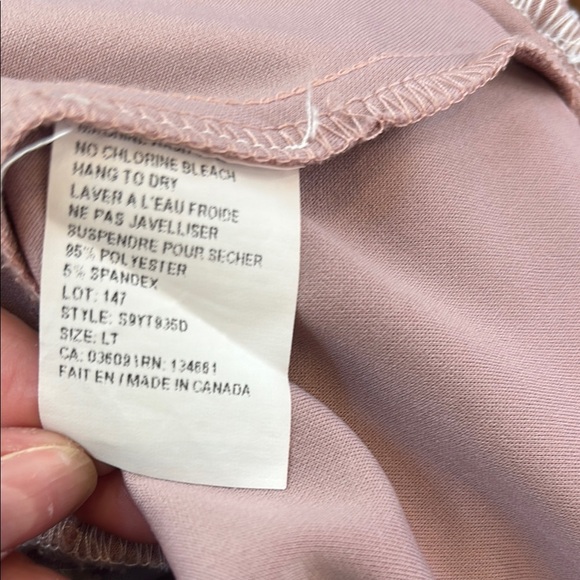 NO CHLORINE BLEACH
HANG TO DRY
LAVER A L'EAU FROIDE
NE PAS JAVELLISER
SUSPENDRE POUR SECHER
95% POLYESTER
5% SPANDEX
LOT: 147
STYLE: S9YT935D
SIZE: LT
CA: 036091RN: 134661
FAIT EN / MADE IN CANADA